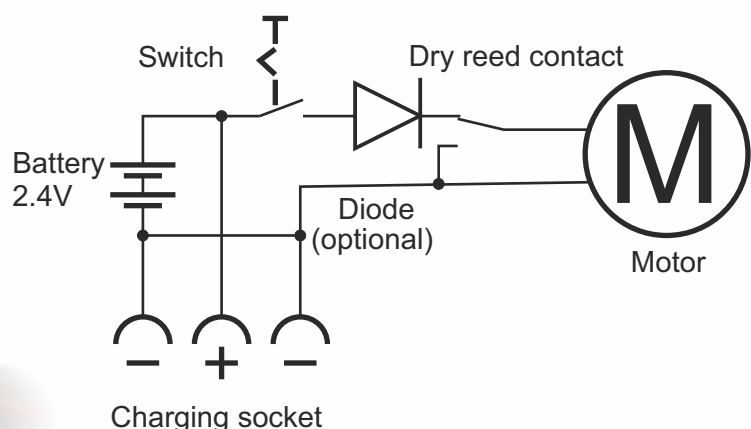 Switch
Dry reed contact
Battery
2.4V
M
Diode
(optional)
Motor
− + −
Charging socket